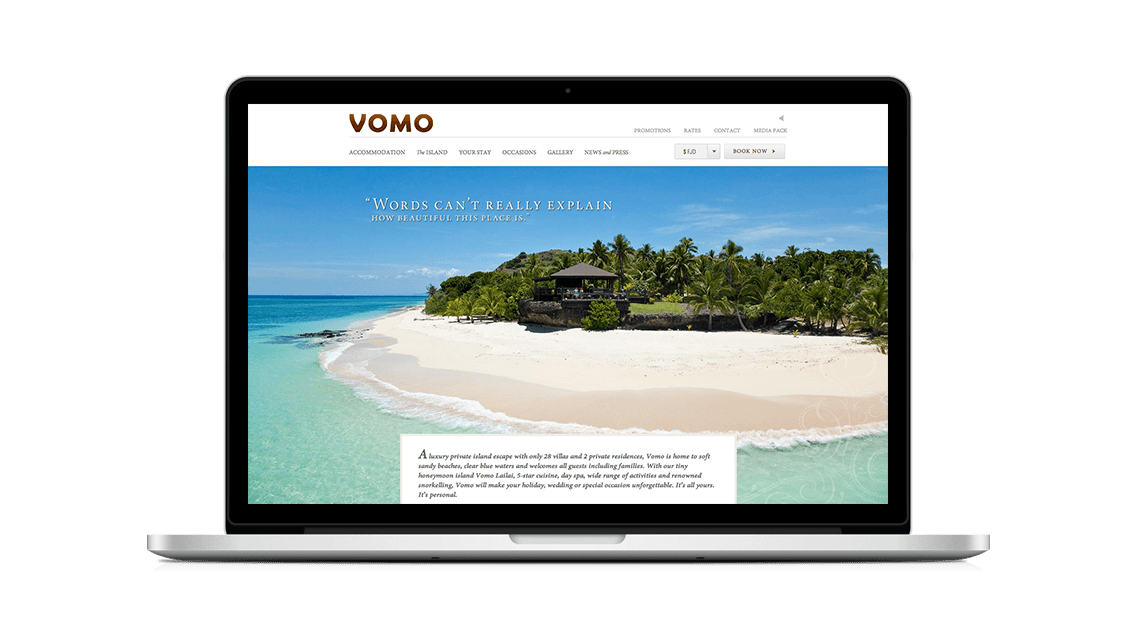 VOMO
PROMOTIONS RATES CONTACT MEDIA PACK
ACCOMMODATION The ISLAND YOUR STAY OCCASIONS GALLERY NEWS and PRESS
$ FJD BOOK NOW
“WORDS CAN’T REALLY EXPLAIN
HOW BEAUTIFUL THIS PLACE IS.”
A luxury private island escape with only 28 villas and 2 private residences, Vomo is home to soft
sandy beaches, clear blue waters and welcomes all guests including families. With our tiny
honeymoon island Vomo Lailai, 5-star cuisine, day spa, wide range of activities and renowned
snorkelling, Vomo will make your holiday, wedding or special occasion unforgettable. It's all yours.
It's personal.